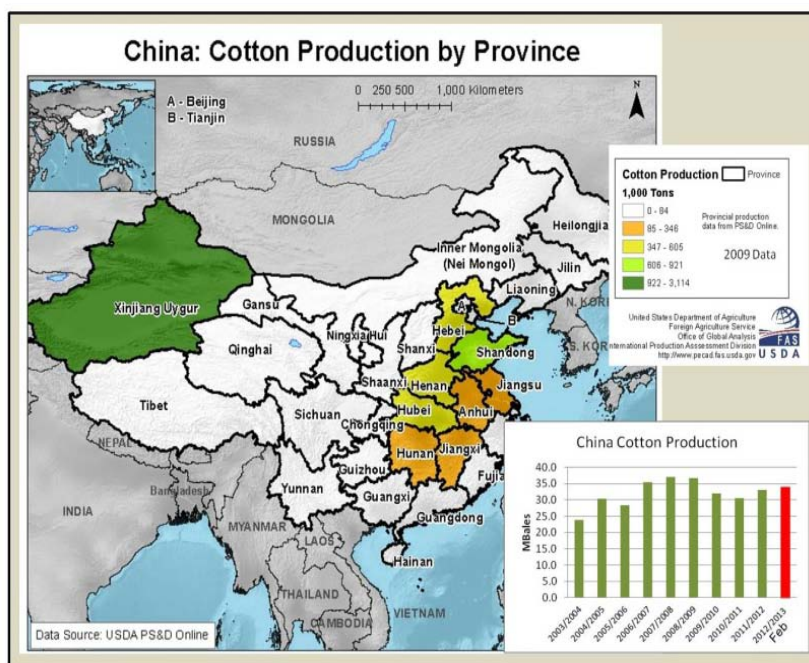 China: Cotton Production by Province
A - Beijing
B - Tianjin
0 250 500 1,000 Kilometers
N
RUSSIA
MONGOLIA
Heilongjia
Inner Mongolia
(Nei Mongol)
Jilin
Liaoning
Xinjiang Uygur
Gansu
N. KOR
A
B
Hebei
Ningxia Hui
Shanxi
Shandong
S. KOR
Qinghai
Shaanxi
Henan
Jiangsu
Tibet
Hubei
Anhui
Sichuan
Chongqing
NEPAL
Hunan
Jiangxi
Guizhou
Fujia
Bangladesh
Yunnan
Guangxi
INDIA
Guangdong
MYANMAR
LAOS
Hainan
THAILAND
VIETNAM
CAMBODIA
Data Source: USDA PS&D Online
Cotton Production
Province
1,000 Tons
0 - 84
85 - 346
347 - 605
606 - 921
922 - 3,114
Provincial production
data from PS&D Online.
2009 Data
United States Department of Agriculture
Foreign Agriculture Service
Office of Global Analysis
International Production Assessment Division
http://www.pecad.fas.usda.gov
FAS
USDA
China Cotton Production
MBales
40.0
35.0
30.0
25.0
20.0
15.0
10.0
5.0
0.0
2003/2004
2004/2005
2005/2006
2006/2007
2007/2008
2008/2009
2009/2010
2010/2011
2011/2012
2012/2013
Feb